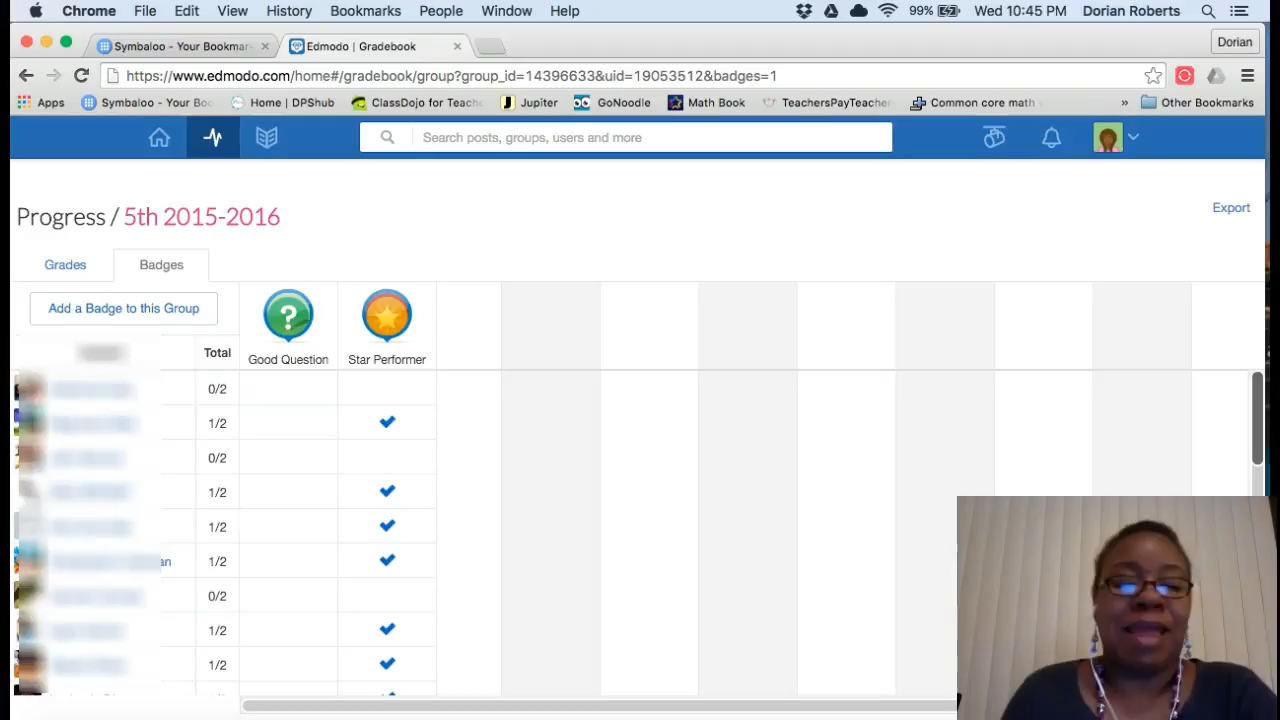 Chrome File Edit View History Bookmarks People Window Help 99% Wed 10:45 PM Dorian Roberts
Symbaloo - Your Bookmar Edmodo | Gradebook Dorian
https://www.edmodo.com/home#/gradebook/group?group_id=14396633&uid=19053512&badges=1
Apps Symbaloo - Your Bo Home | DPShub ClassDojo for Teache Jupiter GoNoodle Math Book TeachersPayTeache Common core math » Other Bookmarks
Search posts, groups, users and more
Progress / 5th 2015-2016 Export
Grades Badges
Add a Badge to this Group
Total Good Question Star Performer
0/2
1/2
0/2
1/2
1/2
an 1/2
0/2
1/2
1/2